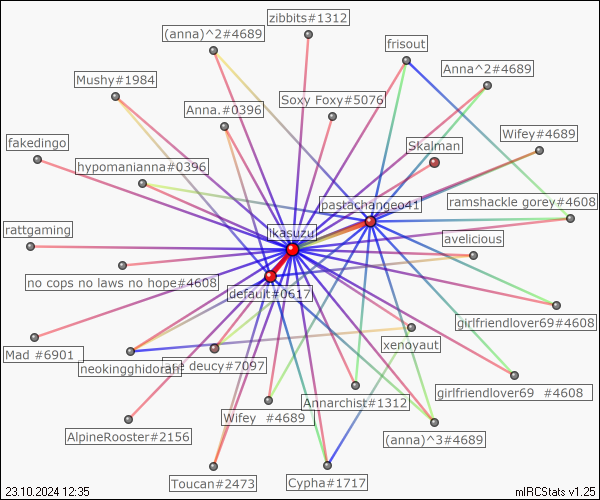 zibbits#1312
(anna)^2#4689
frisout
Anna^2#4689
Mushy#1984
Soxy Foxy#5076
Anna.#0396
Wifey#4689
fakedingo
Skalman
hypomanianna#0396
pastachangeo41
ramshackle gorey#4608
rattgaming
ikasuzu
avelicious
no cops no laws no hope#4608
default#0617
girlfriendlover69#4608
Mad #6901
xenoyaut
neokingghidorah
deucy#7097
girlfriendlover69 #4608
Annarchist#1312
Wifey #4689
AlpineRooster#2156
(anna)^3#4689
Toucan#2473
Cypha#1717
23.10.2024 12:35
mIRCStats v1.25